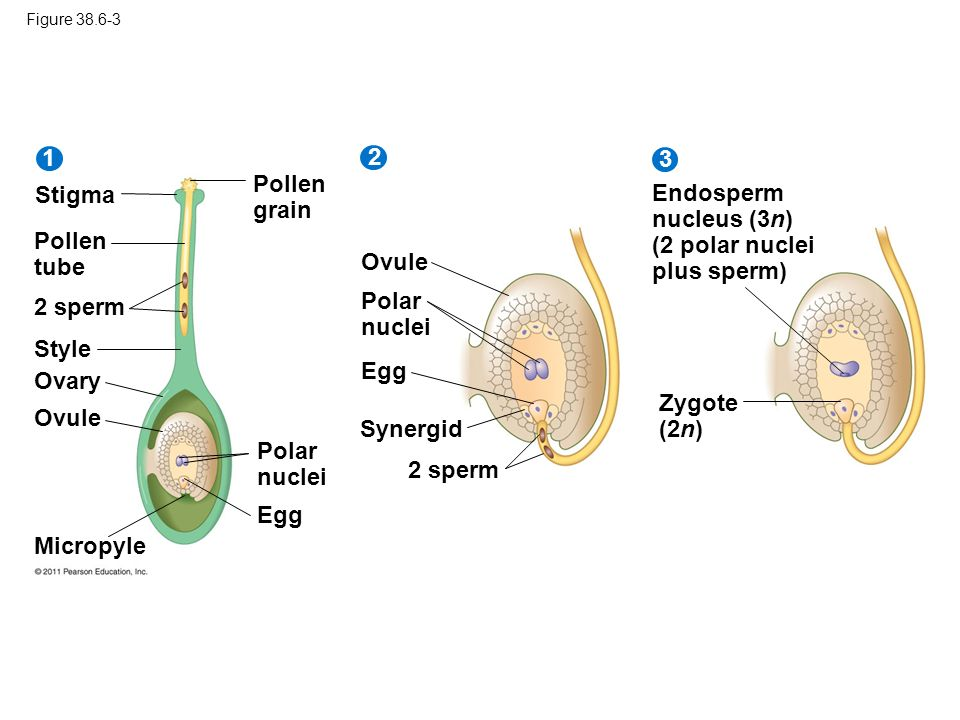 Figure 38.6-3
1
Stigma
Pollen
grain
Pollen
tube
2 sperm
Style
Ovary
Ovule
Polar
nuclei
Egg
Micropyle
© 2011 Pearson Education, Inc.
2
Ovule
Polar
nuclei
Egg
Synergid
2 sperm
3
Endosperm
nucleus (3n)
(2 polar nuclei
plus sperm)
Zygote
(2n)